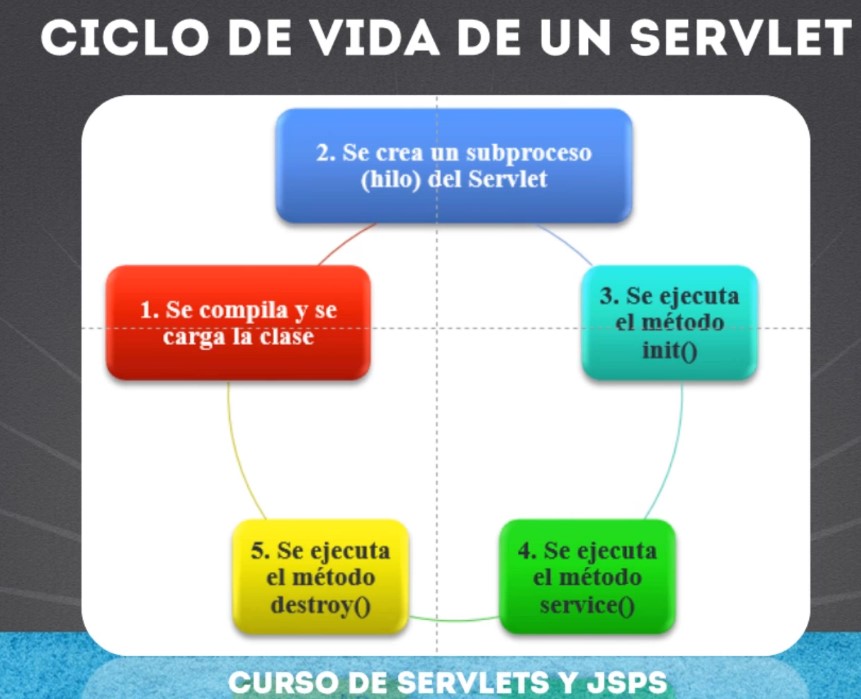 CICLO DE VIDA DE UN SERVLET
2. Se crea un subproceso
(hilo) del Servlet
1. Se compila y se
carga la clase
3. Se ejecuta
el método
init()
5. Se ejecuta
el método
destroy()
4. Se ejecuta
el método
service()
CURSO DE SERVLETS Y JSPS